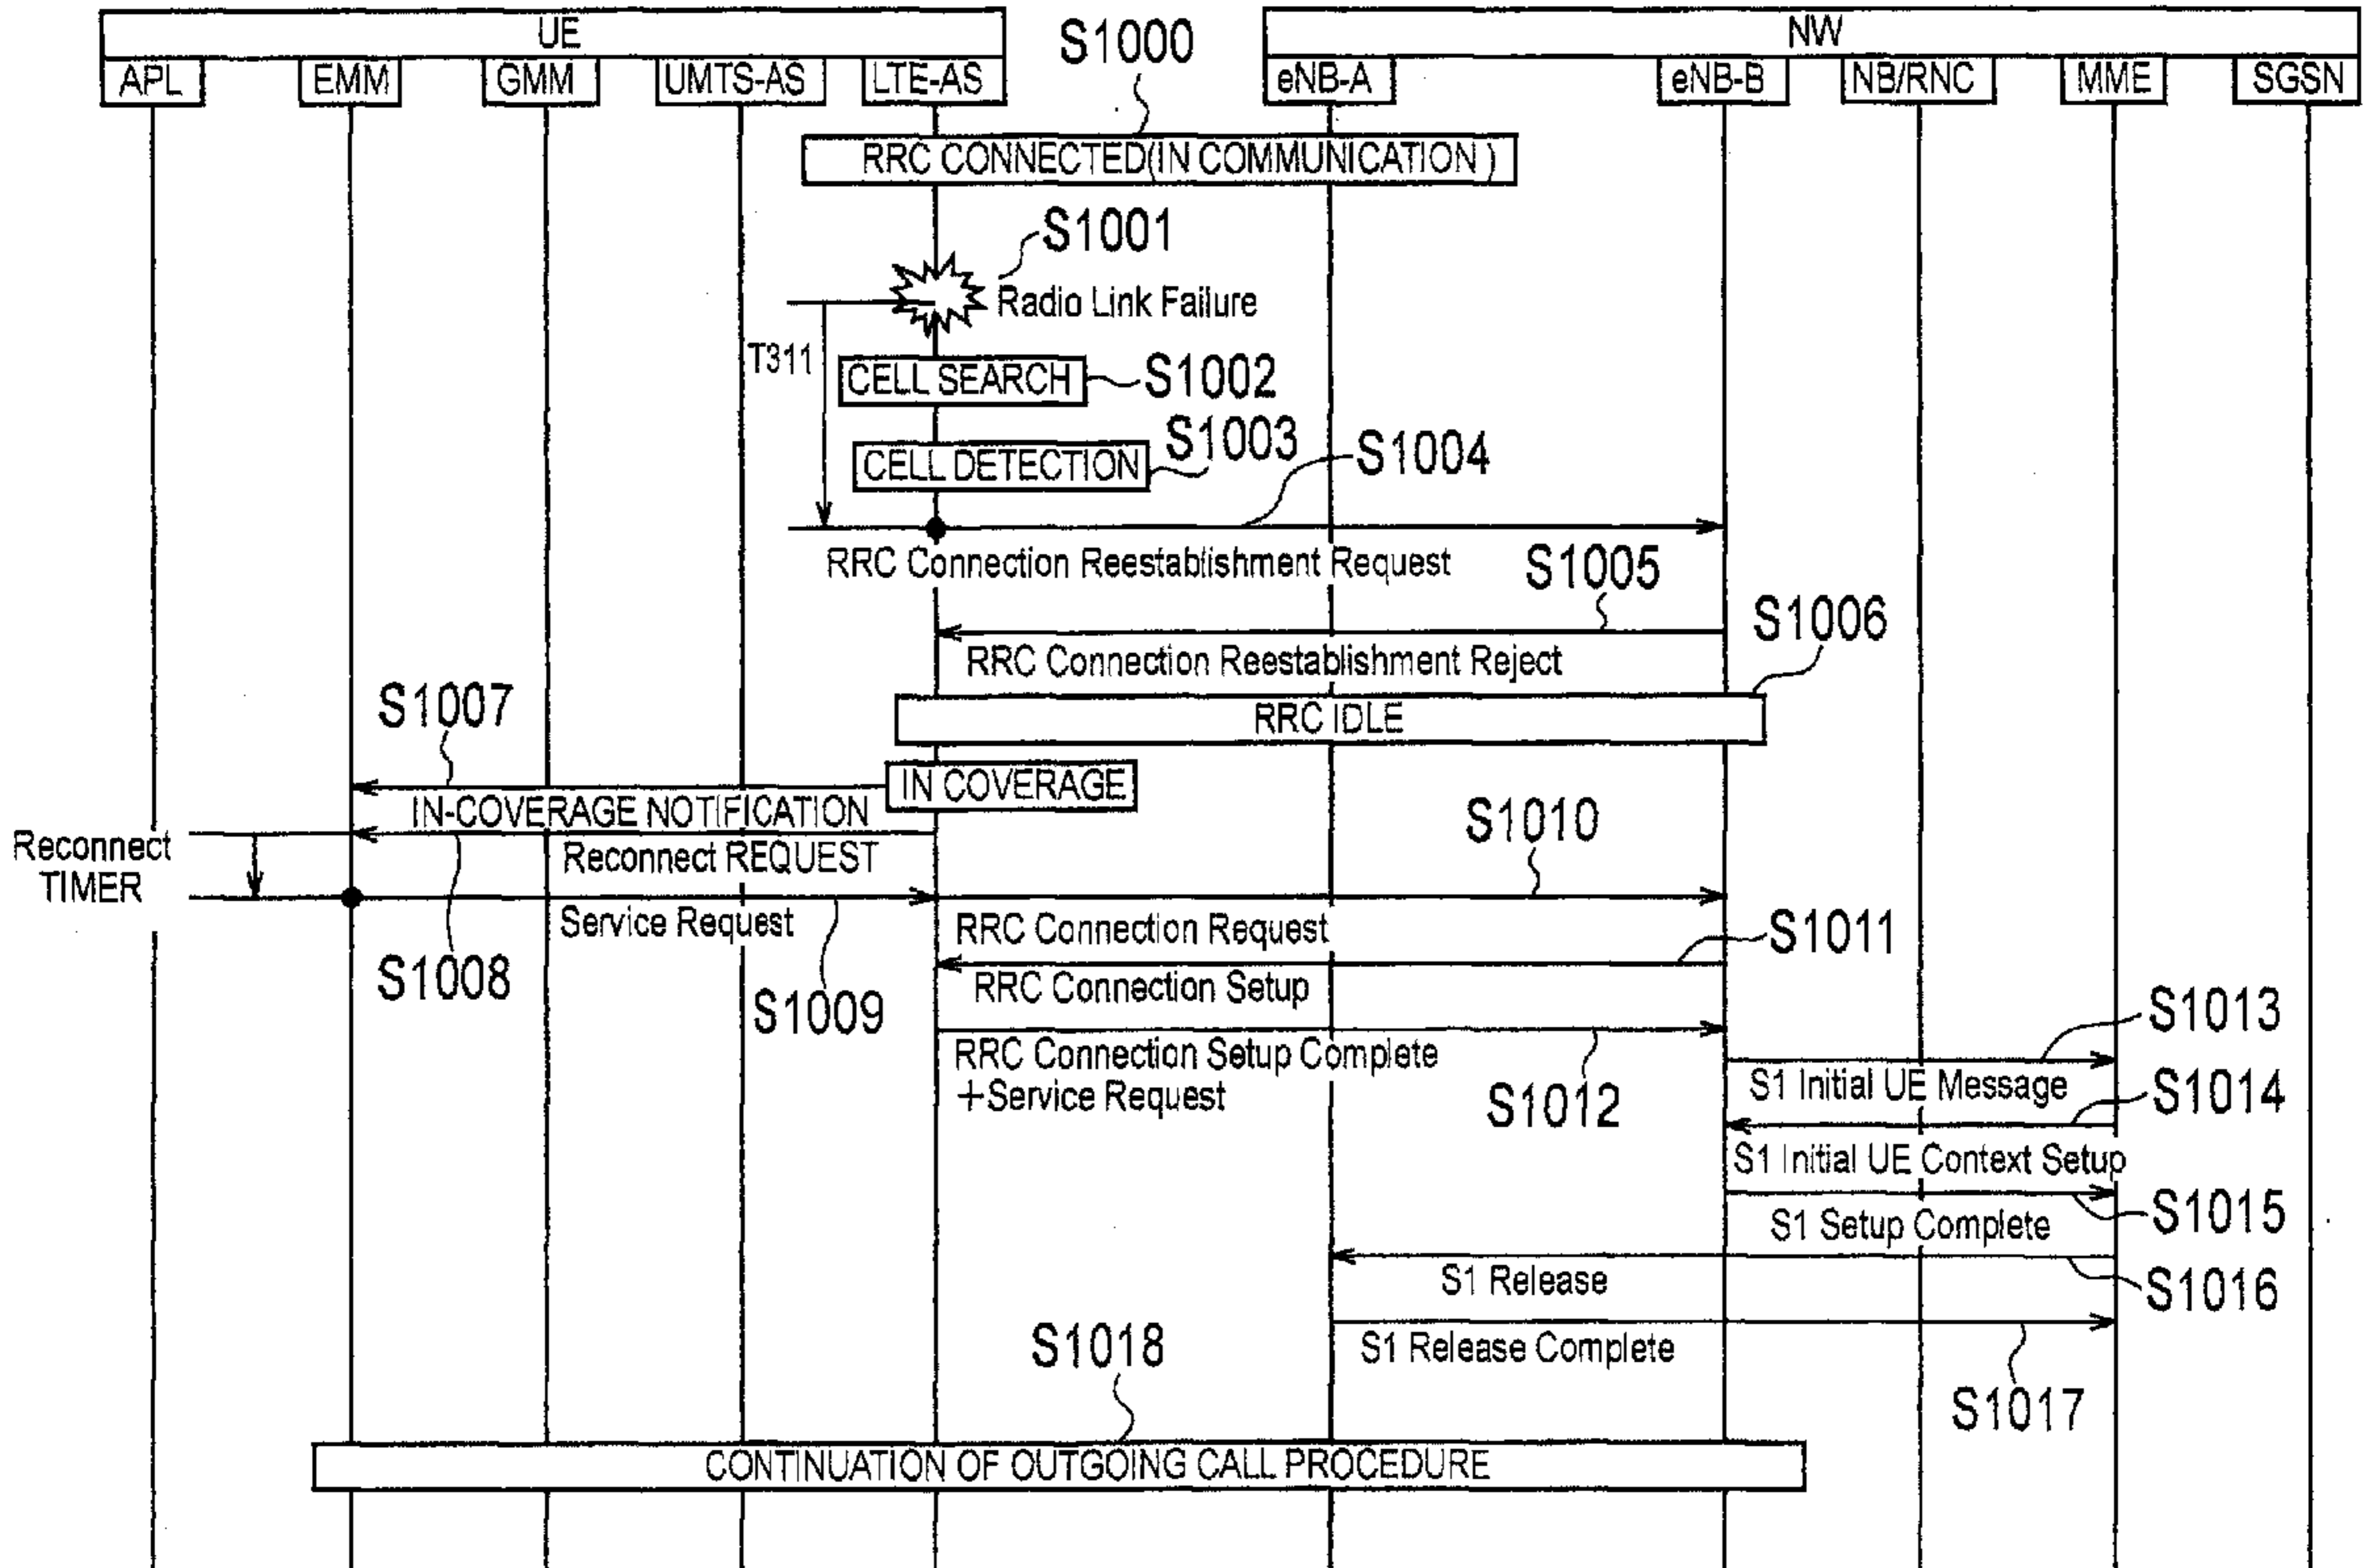 UE
NW
APL
EMM
GMM
UMTS-AS
LTE-AS
eNB-A
eNB-B
NB/RNC
MME
SGSN
S1000
RRC CONNECTED(IN COMMUNICATION)
S1001
Radio Link Failure
T311
CELL SEARCH
S1002
CELL DETECTION
S1003
S1004
RRC Connection Reestablishment Request
S1005
RRC Connection Reestablishment Reject
S1006
RRC IDLE
S1007
IN COVERAGE
IN-COVERAGE NOTIFICATION
Reconnect
TIMER
Reconnect REQUEST
S1008
Service Request
S1009
S1010
RRC Connection Request
S1011
RRC Connection Setup
RRC Connection Setup Complete
+Service Request
S1012
S1013
S1 Initial UE Message
S1014
S1 Initial UE Context Setup
S1015
S1 Setup Complete
S1 Release
S1016
S1 Release Complete
S1017
S1018
CONTINUATION OF OUTGOING CALL PROCEDURE